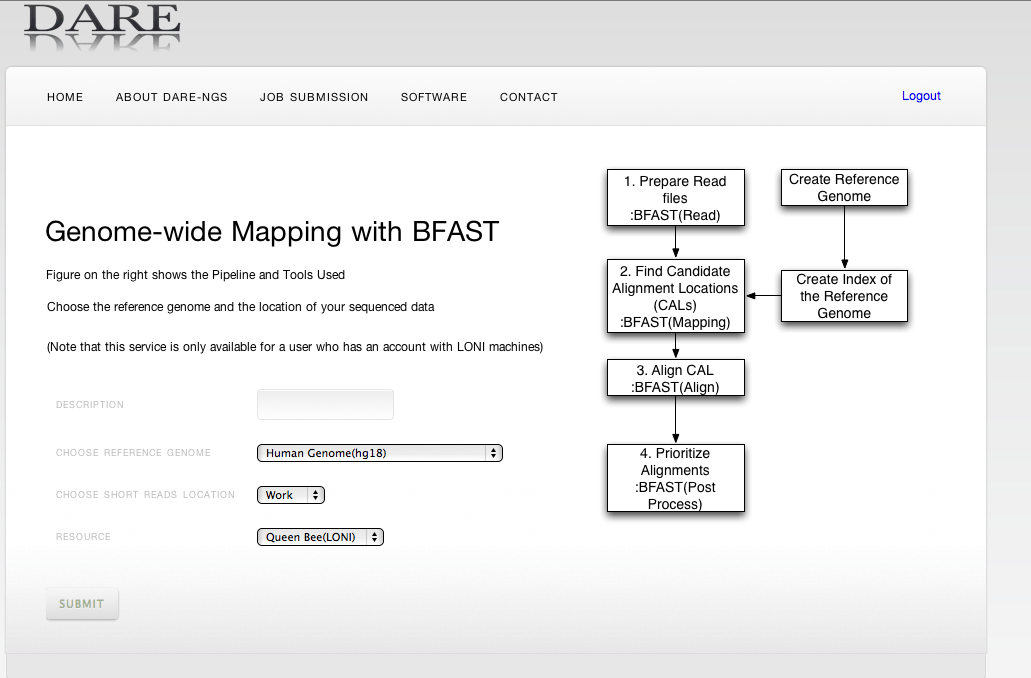 DARE
HOME ABOUT DARE-NGS JOB SUBMISSION SOFTWARE CONTACT Logout
Genome-wide Mapping with BFAST
Figure on the right shows the Pipeline and Tools Used
Choose the reference genome and the location of your sequenced data
(Note that this service is only available for a user who has an account with LONI machines)
DESCRIPTION
CHOOSE REFERENCE GENOME Human Genome(hg18)
CHOOSE SHORT READS LOCATION Work
RESOURCE Queen Bee(LONI)
SUBMIT
1. Prepare Read
files
:BFAST(Read)
2. Find Candidate
Alignment Locations
(CALs)
:BFAST(Mapping)
3. Align CAL
:BFAST(Align)
4. Prioritize
Alignments
:BFAST(Post
Process)
Create Reference
Genome
Create Index of
the Reference
Genome